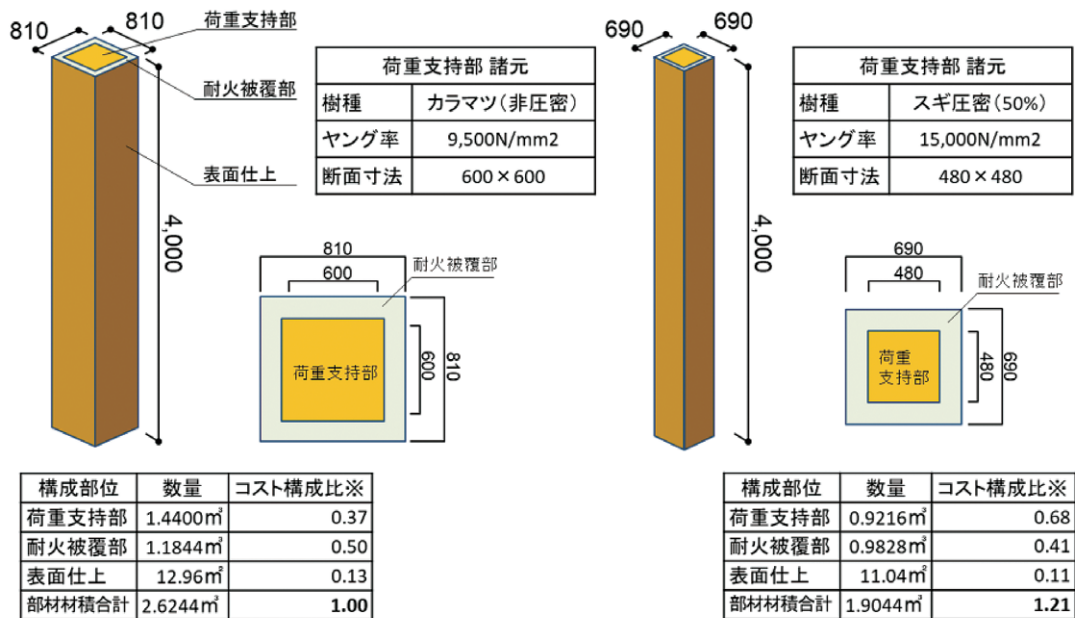 810
810
荷重支持部
耐火被覆部
表面仕上
4,000
荷重支持部 諸元
樹種 カラマツ(非圧密)
ヤング率 9,500N/mm2
断面寸法 600×600
810
600
耐火被覆部
荷重支持部
600
810
構成部位 数量 コスト構成比※
荷重支持部 1.4400㎥ 0.37
耐火被覆部 1.1844㎥ 0.50
表面仕上 12.96㎡ 0.13
部材材積合計 2.6244㎥ 1.00
690
690
4,000
荷重支持部 諸元
樹種 スギ圧密(50%)
ヤング率 15,000N/mm2
断面寸法 480×480
690
480
耐火被覆部
荷重
支持部
480
690
構成部位 数量 コスト構成比※
荷重支持部 0.9216㎥ 0.68
耐火被覆部 0.9828㎥ 0.41
表面仕上 11.04㎡ 0.11
部材材積合計 1.9044㎥ 1.21